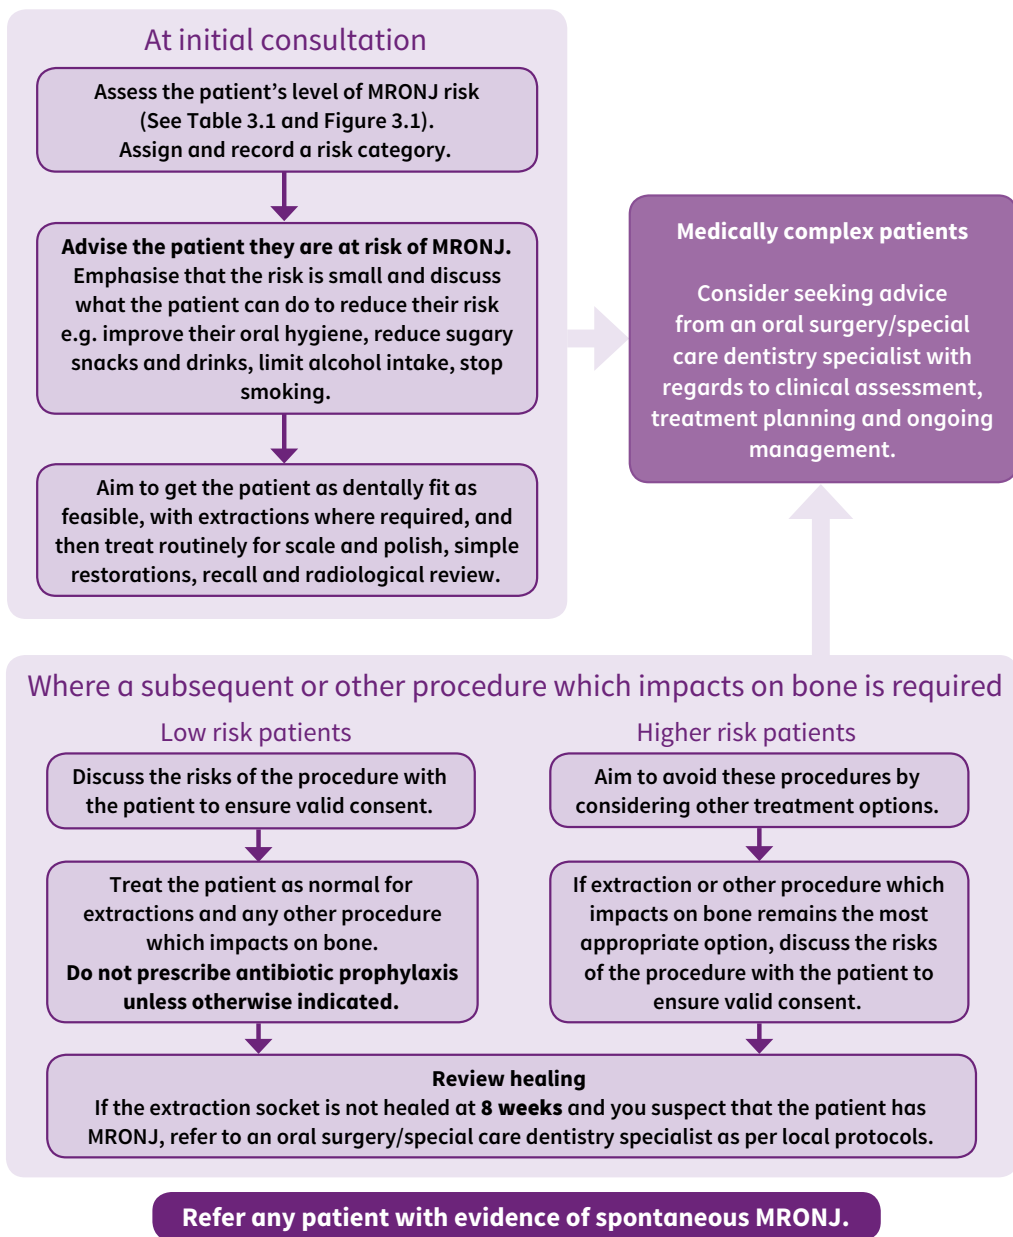 At initial consultation
Assess the patient's level of MRONJ risk
(See Table 3.1 and Figure 3.1).
Assign and record a risk category.
Advise the patient they are at risk of MRONJ.
Emphasise that the risk is small and discuss
what the patient can do to reduce their risk
e.g. improve their oral hygiene, reduce sugary
snacks and drinks, limit alcohol intake, stop
smoking.
Aim to get the patient as dentally fit as
feasible, with extractions where required, and
then treat routinely for scale and polish, simple
restorations, recall and radiological review.
Medically complex patients
Consider seeking advice
from an oral surgery/special
care dentistry specialist with
regards to clinical assessment,
treatment planning and ongoing
management.
Where a subsequent or other procedure which impacts on bone is required
Low risk patients
Discuss the risks of the procedure with
the patient to ensure valid consent.
Treat the patient as normal for
extractions and any other procedure
which impacts on bone.
Do not prescribe antibiotic prophylaxis
unless otherwise indicated.
Higher risk patients
Aim to avoid these procedures by
considering other treatment options.
If extraction or other procedure which
impacts on bone remains the most
appropriate option, discuss the risks
of the procedure with the patient to
ensure valid consent.
Review healing
If the extraction socket is not healed at 8 weeks and you suspect that the patient has
MRONJ, refer to an oral surgery/special care dentistry specialist as per local protocols.
Refer any patient with evidence of spontaneous MRONJ.